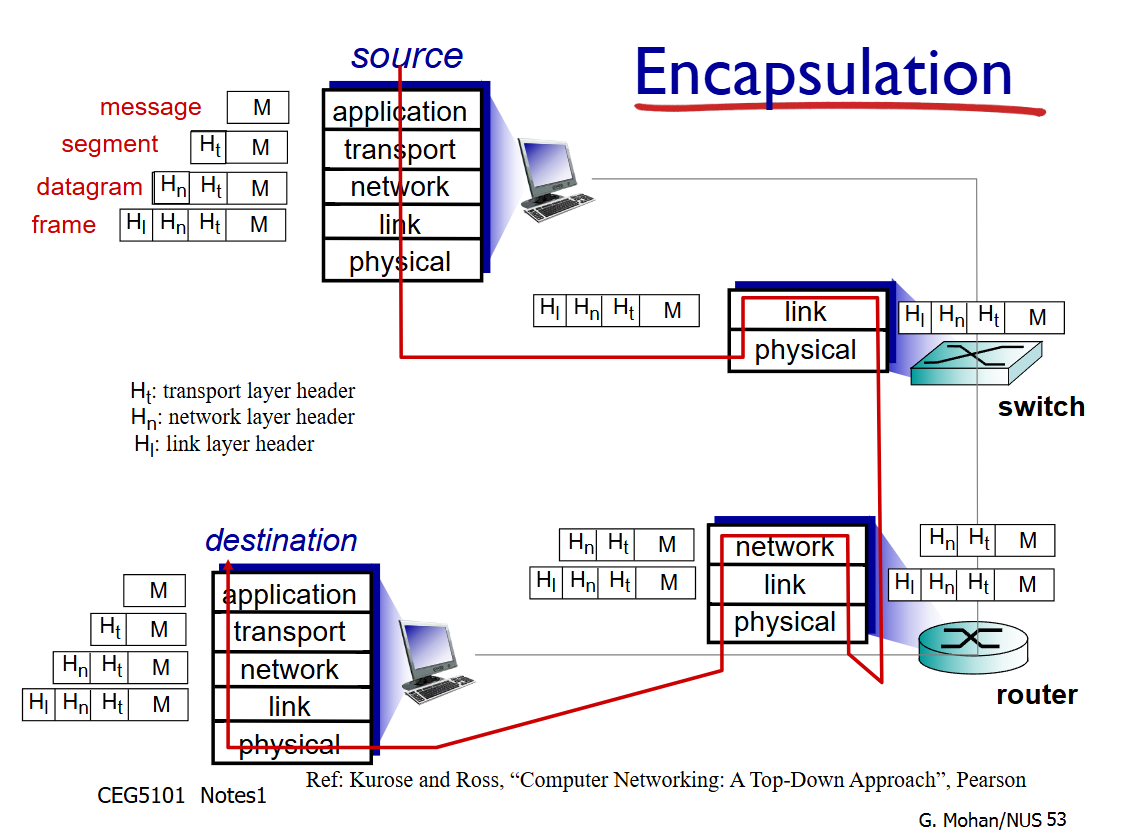 source
Encapsulation
message M
segment Ht M
datagram Hn Ht M
frame Hl Hn Ht M
application
transport
network
link
physical
Hl Hn Ht M
link
physical
Hl Hn Ht M
switch
Ht: transport layer header
Hn: network layer header
Hl: link layer header
destination
M
Ht M
Hn Ht M
Hl Hn Ht M
application
transport
network
link
physical
Hn Ht M
Hl Hn Ht M
network
link
physical
Hn Ht M
Hl Hn Ht M
router
Ref: Kurose and Ross, “Computer Networking: A Top-Down Approach”, Pearson
CEG5101 Notes1
G. Mohan/NUS 53